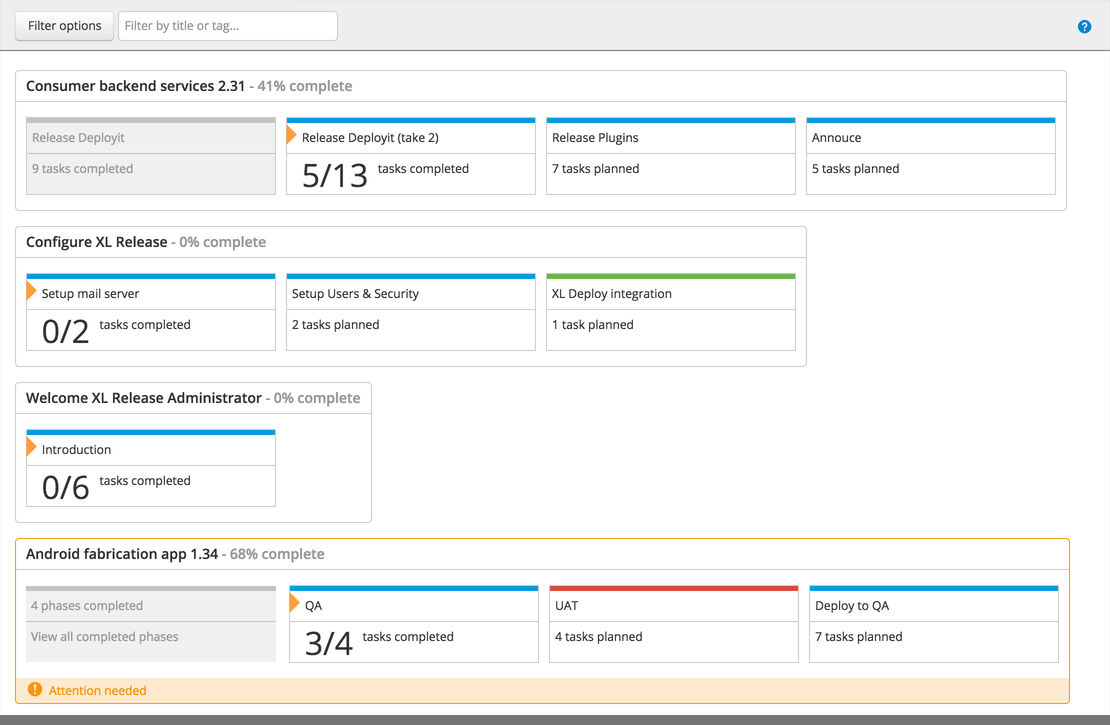 Filter options
Filter by title or tag...
?
Consumer backend services 2.31 - 41% complete
Release Deployit
9 tasks completed
Release Deployit (take 2)
5/13 tasks completed
Release Plugins
7 tasks planned
Annouce
5 tasks planned
Configure XL Release - 0% complete
Setup mail server
0/2 tasks completed
Setup Users & Security
2 tasks planned
XL Deploy integration
1 task planned
Welcome XL Release Administrator - 0% complete
Introduction
0/6 tasks completed
Android fabrication app 1.34 - 68% complete
4 phases completed
View all completed phases
QA
3/4 tasks completed
UAT
4 tasks planned
Deploy to QA
7 tasks planned
! Attention needed